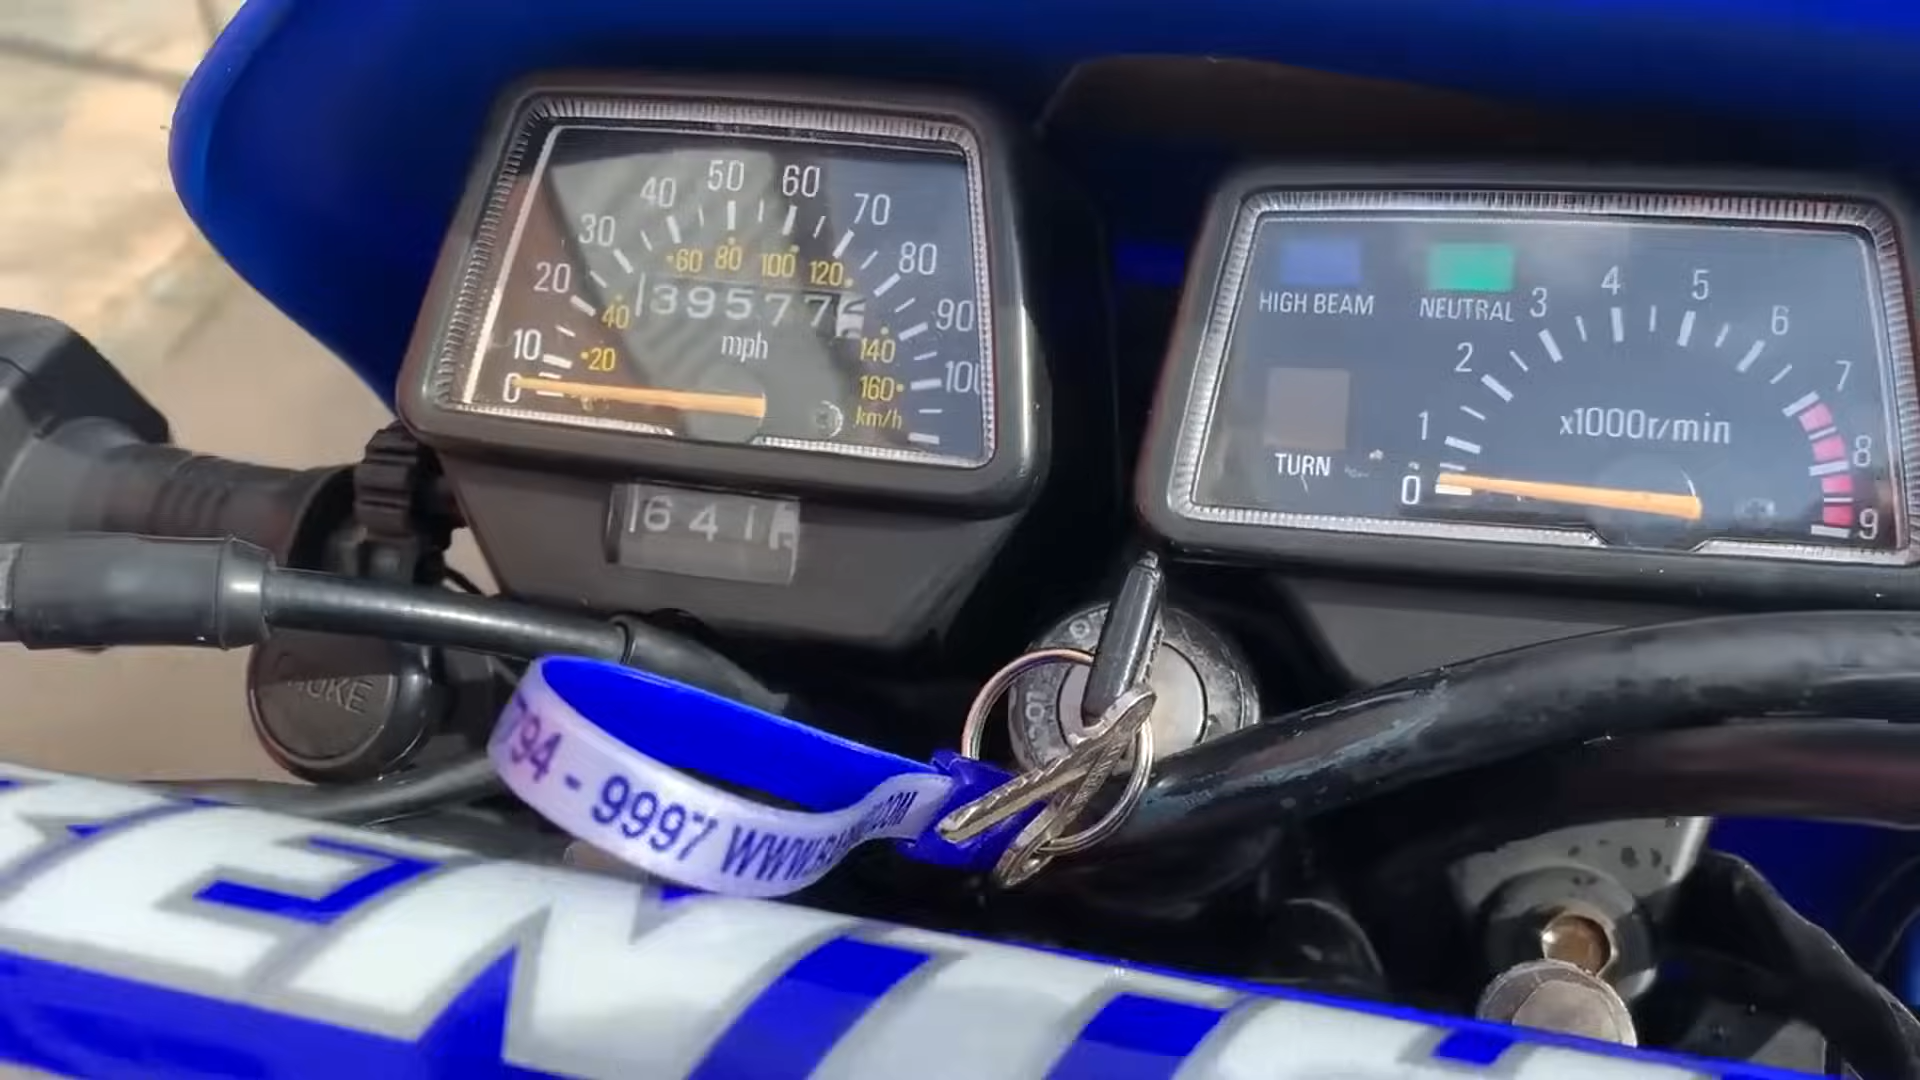 0 10 20 30 40 50 60 70 80 90 100
20 40 60 80 100 120 140 160
km/h
39577
mph
641
HIGH BEAM
NEUTRAL
TURN
0 1 2 3 4 5 6 7 8 9
x1000r/min
794 - 9997